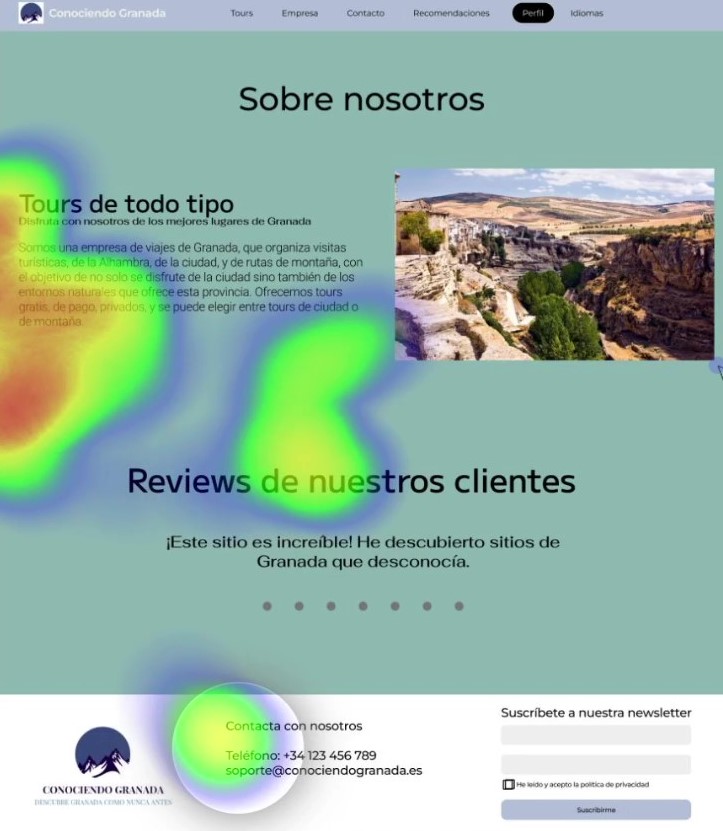 Conociendo Granada
Tours
Empresa
Contacto
Recomendaciones
Perfil
Idiomas
Sobre nosotros
Tours de todo tipo
Disfruta con nosotros de los mejores lugares de Granada
Somos una empresa de viajes de Granada, que organiza visitas
turísticas, de la Alhambra, de la ciudad, y de rutas de montaña, con
el objetivo de no solo se disfrute de la ciudad sino también de los
entornos naturales que ofrece esta provincia. Ofrecemos tours
gratis, de pago, privados, y se puede elegir entre tours de ciudad o
de montaña
Reviews de nuestros clientes
¡Este sitio es increíble! He descubierto sitios de
Granada que desconocía.
CONOCIENDO GRANADA
DESCUBRE GRANADA COMO NUNCA ANTES
Contacta con nosotros
Teléfono: +34 123 456 789
soporte@conociendogranada.es
Suscríbete a nuestra newsletter
He leído y acepto la política de privacidad
Suscribirme